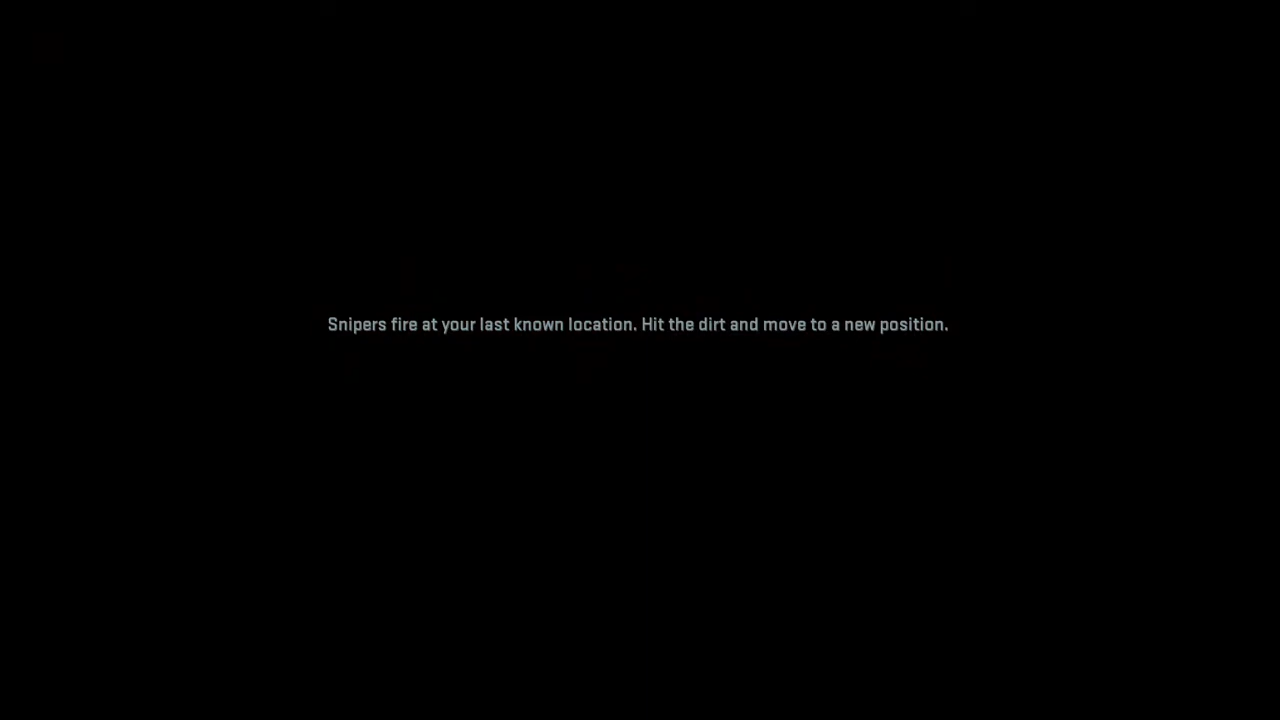 Snipers fire at your last known location. Hit the dirt and move to a new position.